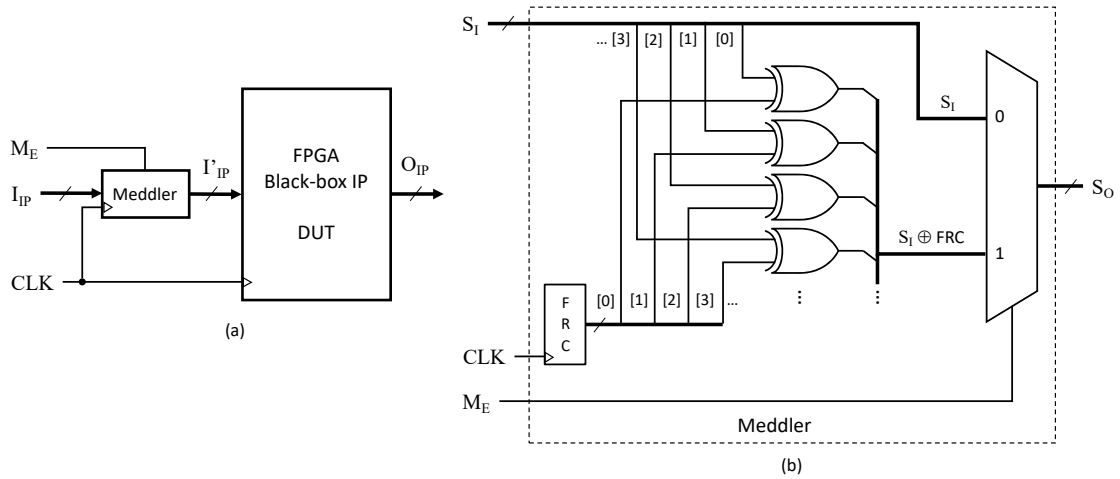 M_E
I_IP
Meddler
I'_IP
CLK
FPGA
Black-box IP
DUT
O_IP
(a)
S_I
... [3] [2] [1] [0]
S_I
0
S_I ⊕ FRC
1
S_O
F
R
C
[0] [1] [2] [3] ...
CLK
M_E
Meddler
(b)